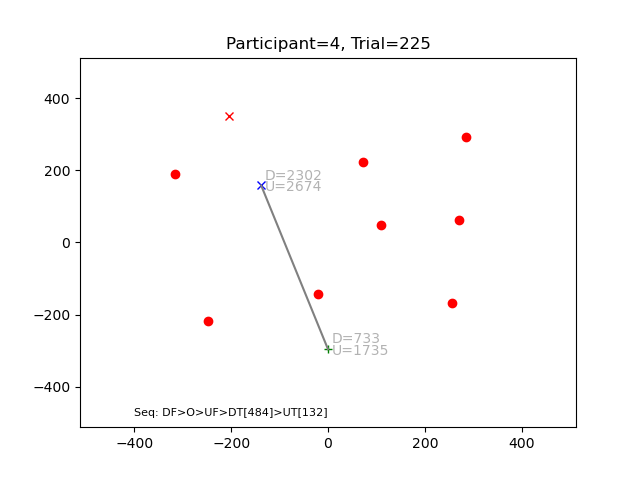 Participant=4, Trial=225
400
200
0
−200
−400
D=2302
U=2674
D=733
U=1735
Seq: DF>O>UF>DT[484]>UT[132]
−400
−200
0
200
400